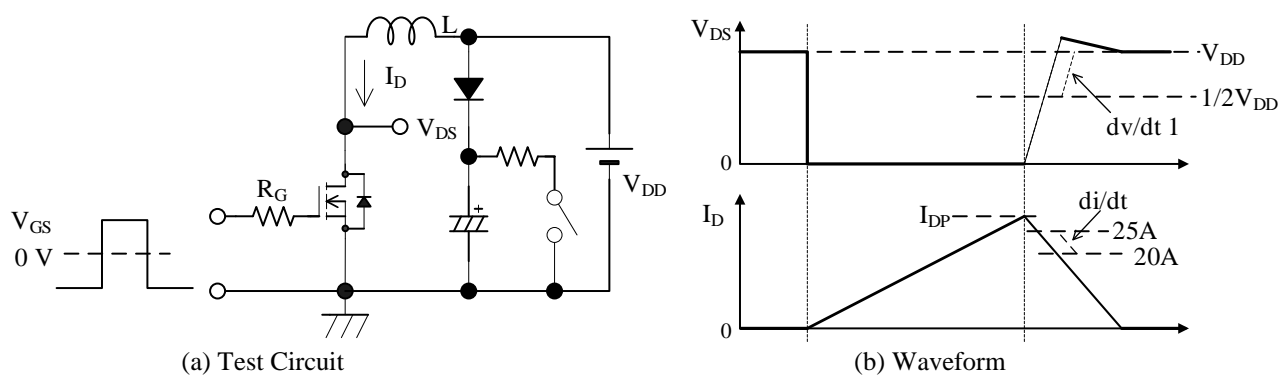 L
I_D
V_DS
R_G
V_GS
0 V
+
V_DD
(a) Test Circuit
V_DS
V_DD
1/2V_DD
dv/dt 1
0
I_D
I_DP
di/dt
25A
20A
0
(b) Waveform